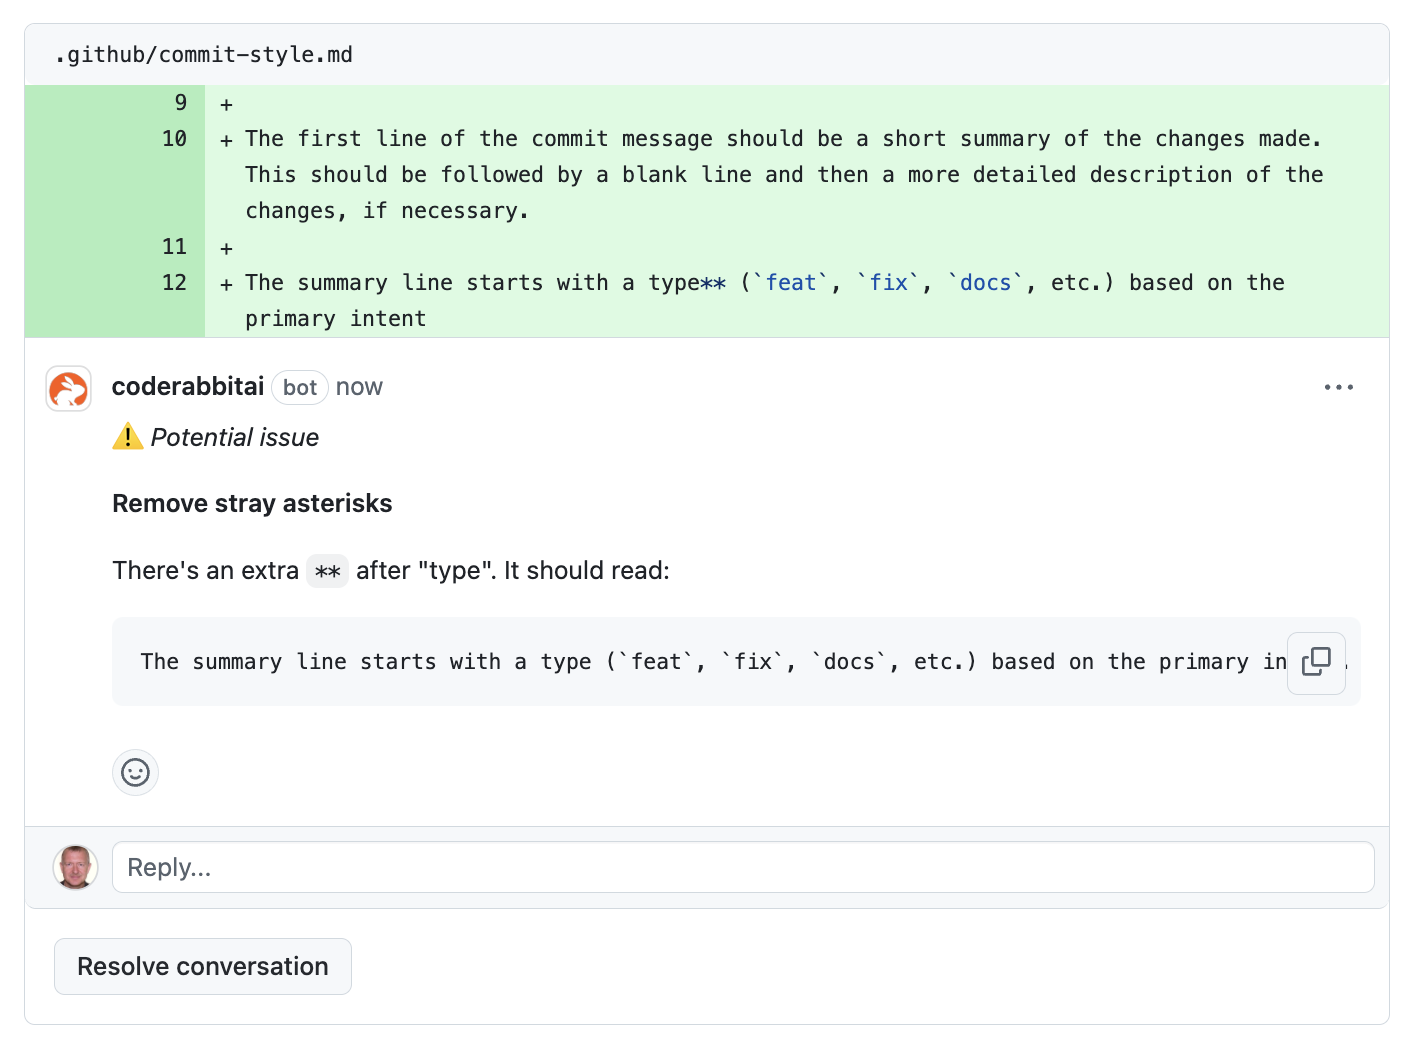 .github/commit-style.md
9 +
10 + The first line of the commit message should be a short summary of the changes made.
This should be followed by a blank line and then a more detailed description of the
changes, if necessary.
11 +
12 + The summary line starts with a type** (`feat`, `fix`, `docs`, etc.) based on the
primary intent
coderabbitai bot now
Potential issue
Remove stray asterisks
There's an extra ** after "type". It should read:
The summary line starts with a type (`feat`, `fix`, `docs`, etc.) based on the primary
Reply...
Resolve conversation